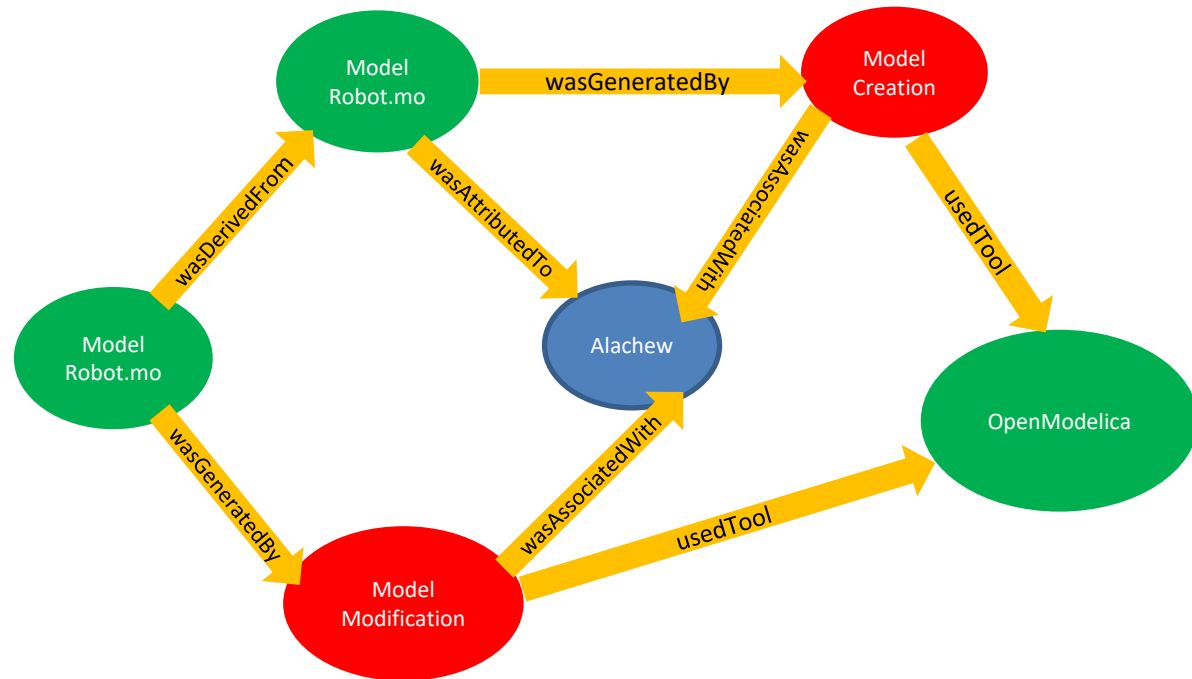 Model
Robot.mo
wasGeneratedBy
Model
Creation
wasDerivedFrom
wasAttributedTo
wasAssociatedWith
usedTool
Model
Robot.mo
Alachew
OpenModelica
wasGeneratedBy
wasAssociatedWith
usedTool
Model
Modification